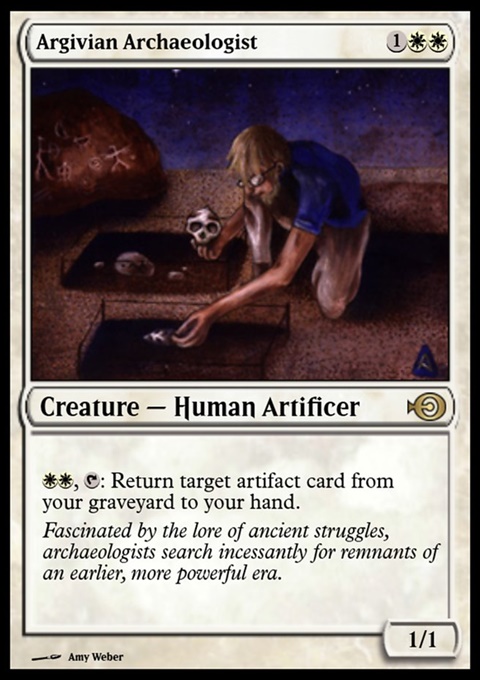 Argivian Archaeologist 1
Creature — Human Artificer
, : Return target artifact card from
your graveyard to your hand.
Fascinated by the lore of ancient struggles,
archaeologists search incessantly for remnants of
an earlier, more powerful era.
1/1
Amy Weber